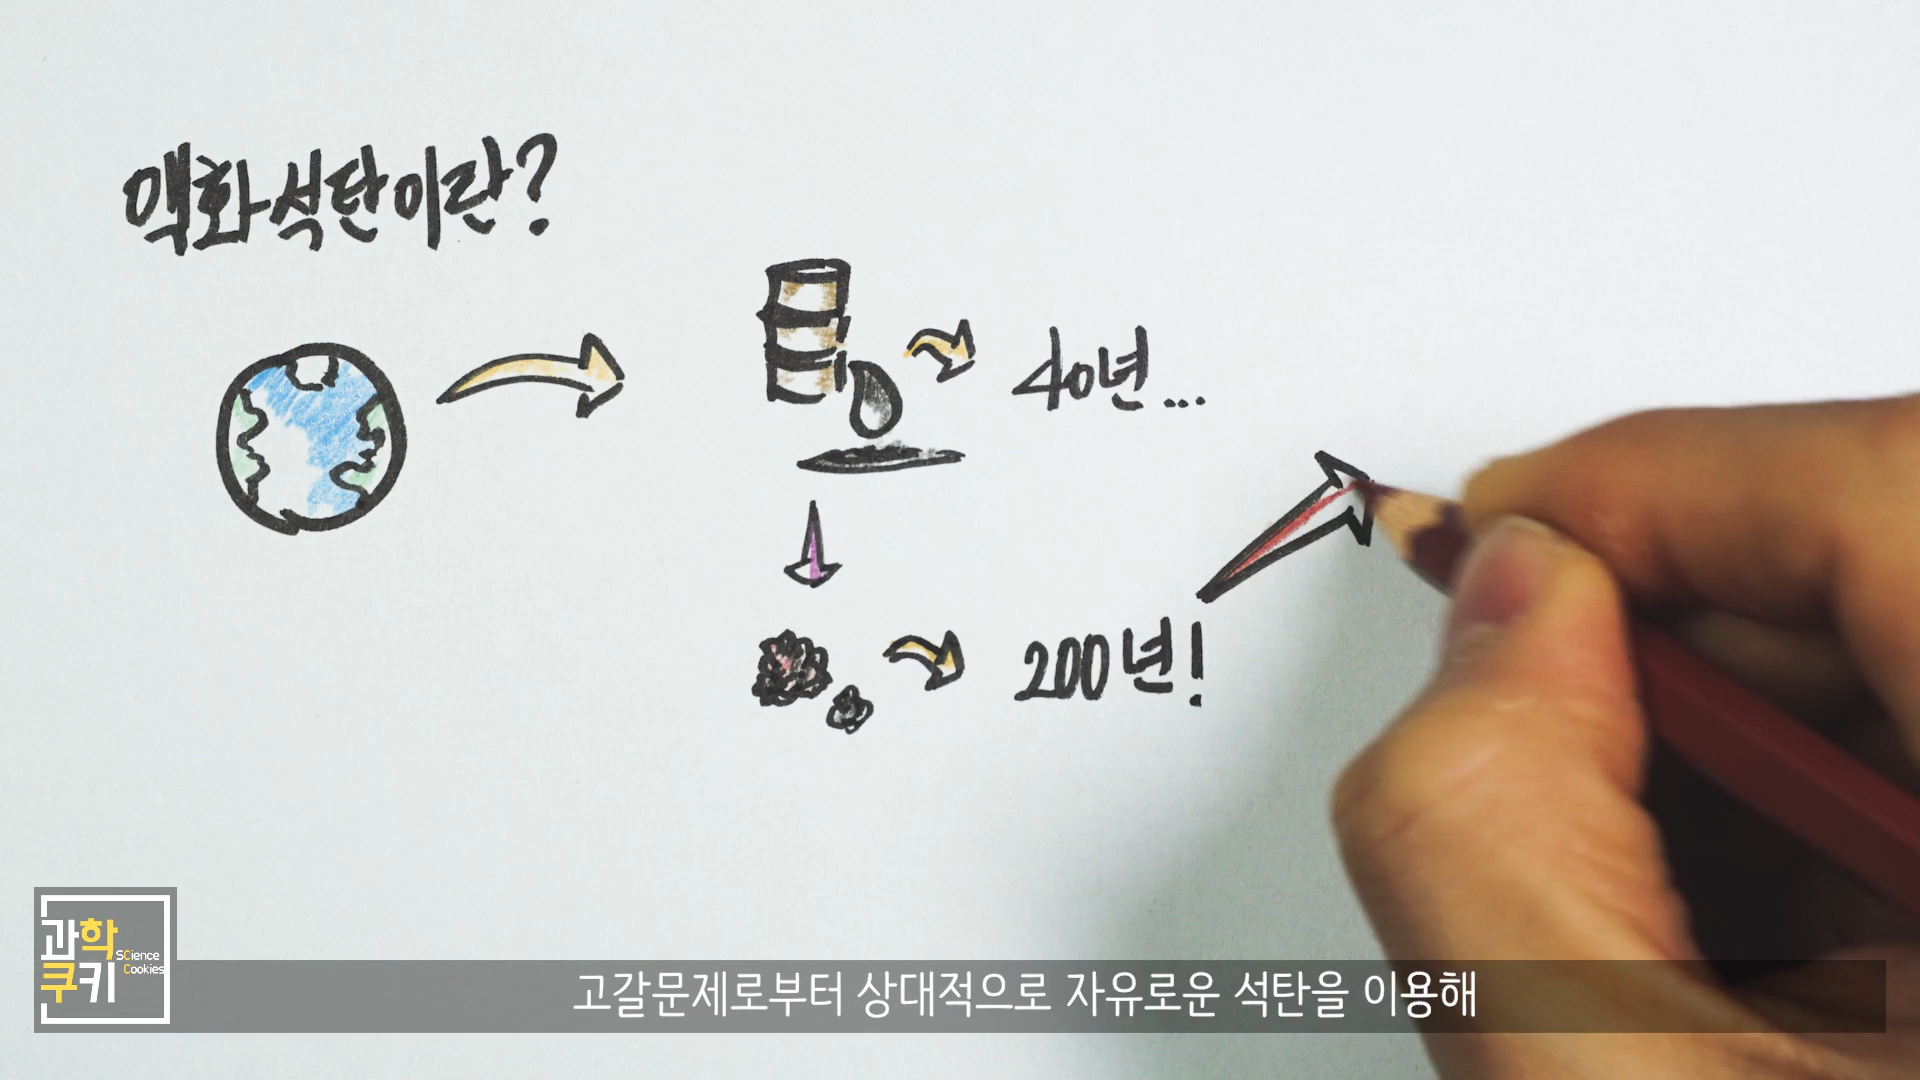 액화석탄이란?
40년...
200년!
과학
쿠키
SCience
Cookies
고갈문제로부터 상대적으로 자유로운 석탄을 이용해